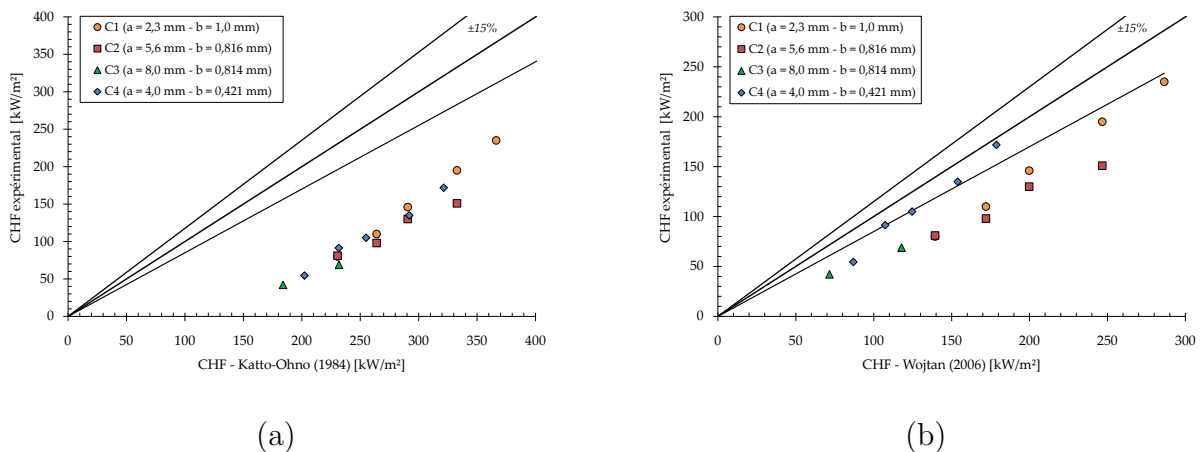 400
350
300
250
200
150
100
50
0
CHF expérimental [kW/m²]
C1 (a = 2,3 mm - b = 1,0 mm)
C2 (a = 5,6 mm - b = 0,816 mm)
C3 (a = 8,0 mm - b = 0,814 mm)
C4 (a = 4,0 mm - b = 0,421 mm)
±15%
0 50 100 150 200 250 300 350 400
CHF - Katto-Ohno (1984) [kW/m²]
(a)
300
250
200
150
100
50
0
CHF expérimental [kW/m²]
C1 (a = 2,3 mm - b = 1,0 mm)
C2 (a = 5,6 mm - b = 0,816 mm)
C3 (a = 8,0 mm - b = 0,814 mm)
C4 (a = 4,0 mm - b = 0,421 mm)
±15%
0 50 100 150 200 250 300
CHF - Wojtan (2006) [kW/m²]
(b)